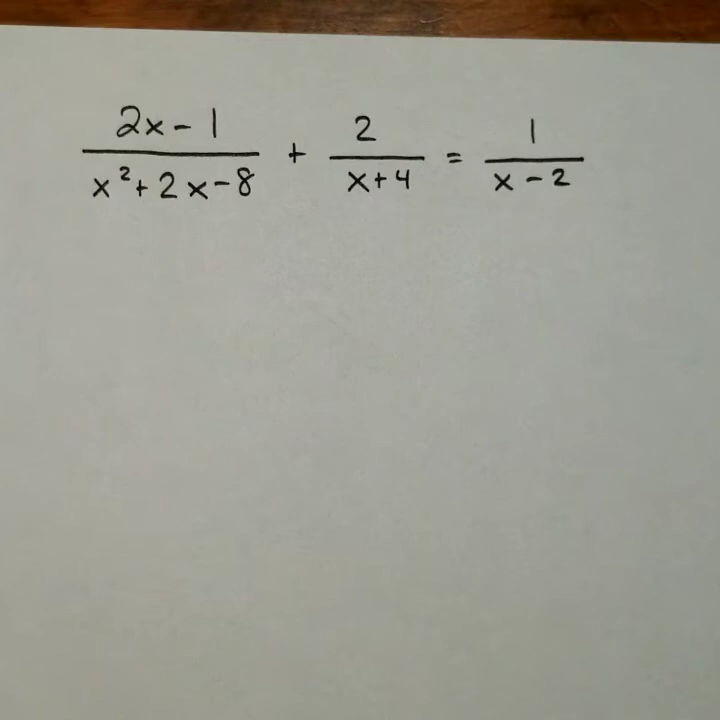 (2x - 1)/(x² + 2x - 8) + 2/(x + 4) = 1/(x - 2)